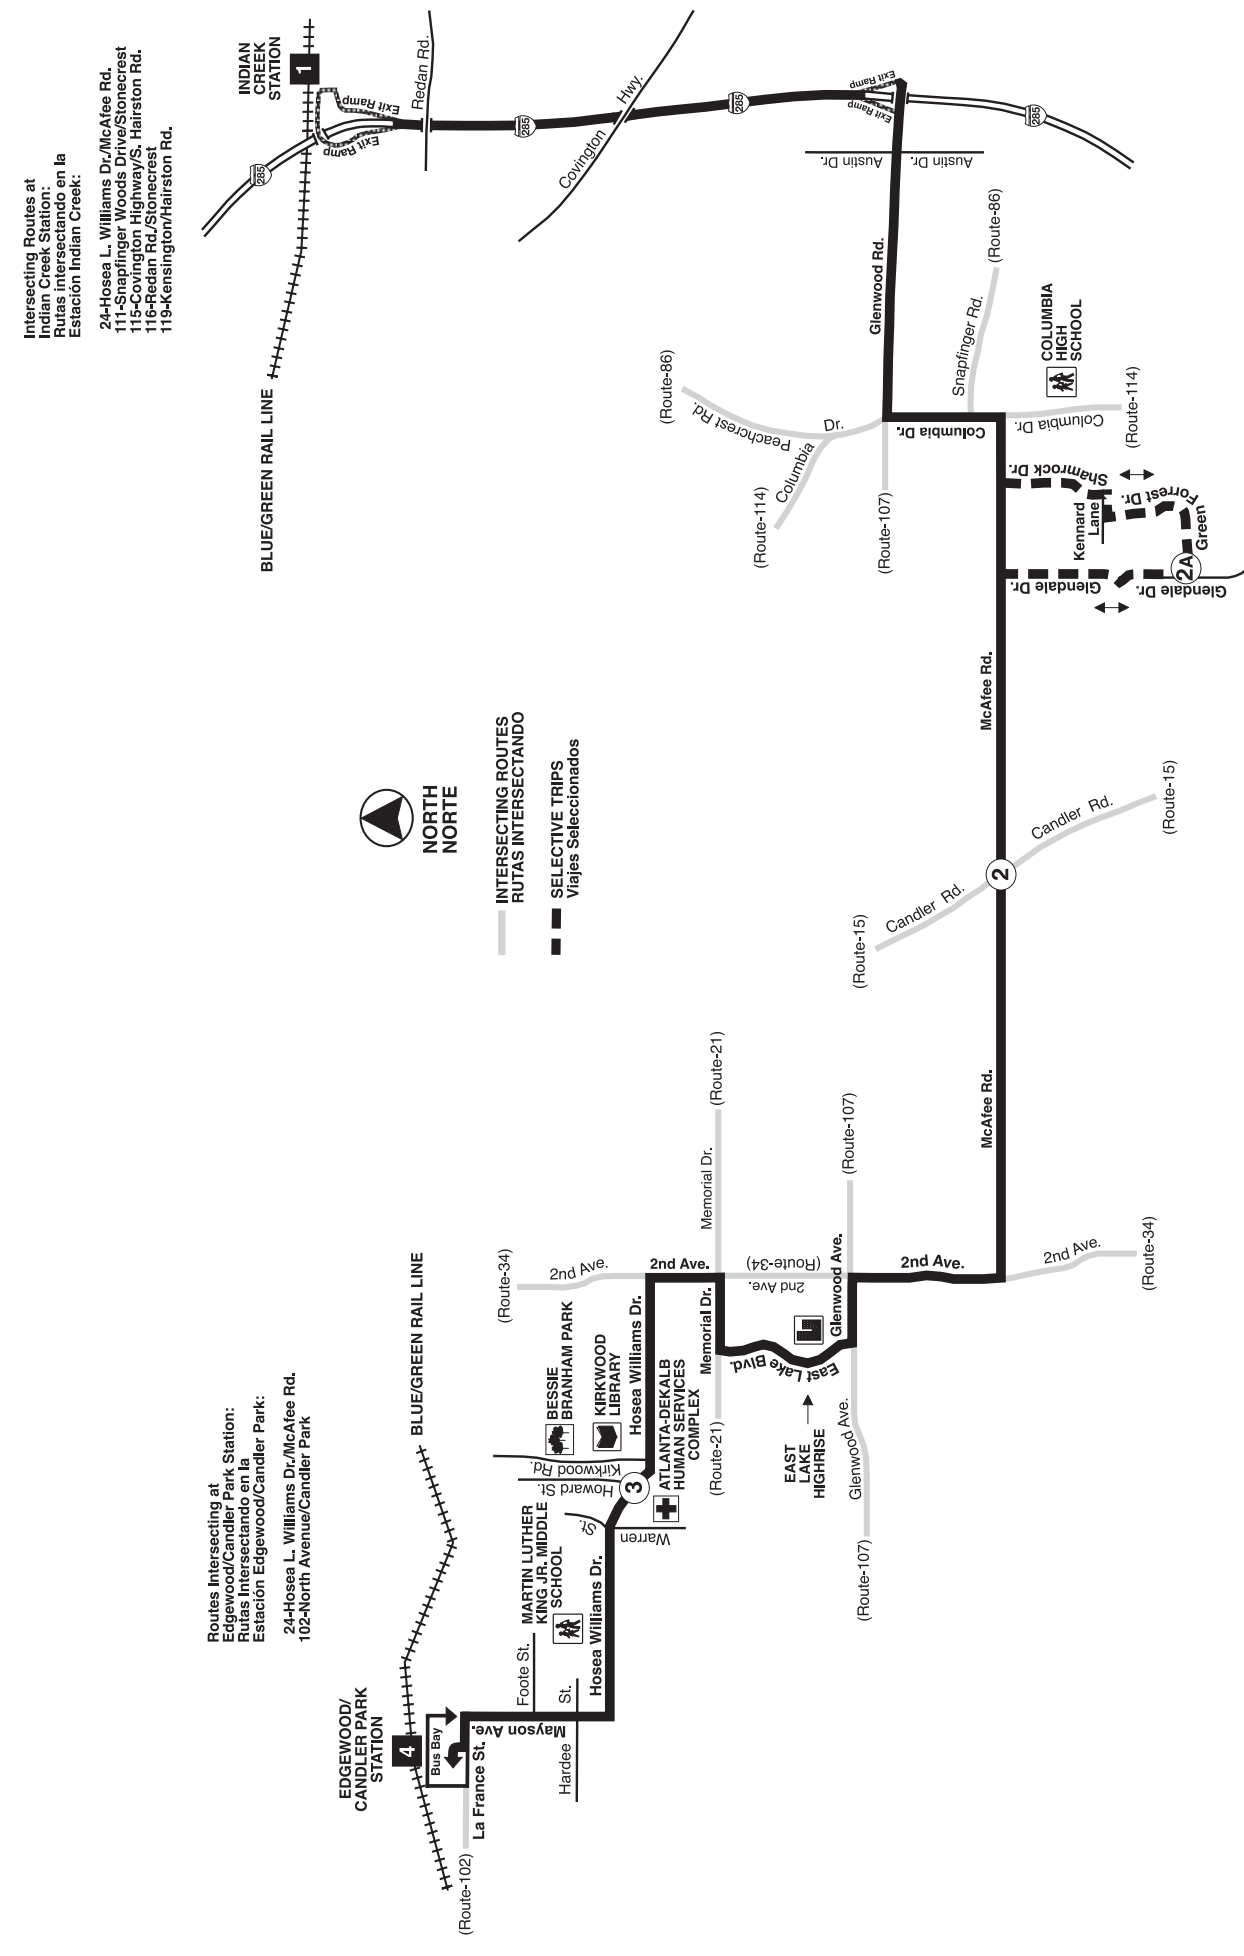 Routes Intersecting at
Edgewood/Candler Park Station:
Rutas Intersectando en la
Estación Edgewood/Candler Park:
24-Hosea L. Williams Dr./McAfee Rd.
102-North Avenue/Candler Park
Intersecting Routes at
Indian Creek Station:
Rutas intersectando en la
Estación Indian Creek:
24-Hosea L. Williams Dr./McAfee Rd.
111-Snapfinger Woods Drive/Stonecrest
115-Covington Highway/S. Hairston Rd.
116-Redan Rd./Stonecrest
119-Kensington/Hairston Rd.
EDGEWOOD/
CANDLER PARK
STATION
4
Bus Bay
La France St.
(Route-102)
BLUE/GREEN RAIL LINE
Mayson Ave.
Foote St.
Hardee
St.
MARTIN LUTHER
KING JR. MIDDLE
SCHOOL
Hosea Williams Dr.
Warren
St.
Howard St.
Kirkwood Rd.
3
BESSIE
BRANHAM PARK
KIRKWOOD
LIBRARY
Hosea Williams Dr.
ATLANTA-DEKALB
HUMAN SERVICES
COMPLEX
(Route-34)
2nd Ave.
2nd Ave.
Memorial Dr.
Memorial Dr.
(Route-21)
(Route-21)
2nd Ave.
(Route-34)
East Lake Blvd.
EAST
LAKE
HIGHRISE
Glenwood Ave.
Glenwood Ave.
(Route-107)
(Route-107)
2nd Ave.
2nd Ave.
(Route-34)
McAfee Rd.
NORTH
NORTE
INTERSECTING ROUTES
RUTAS INTERSECTANDO
SELECTIVE TRIPS
Viajes Seleccionados
(Route-15)
Candler Rd.
2
Candler Rd.
(Route-15)
McAfee Rd.
Glendale Dr.
Glendale Dr.
2A
Green
Forrest Dr.
Kennard
Lane
Shamrock Dr.
BLUE/GREEN RAIL LINE
(Route-114)
Columbia
Dr.
Peachcrest Rd.
(Route-86)
(Route-107)
Columbia Dr.
Columbia Dr.
(Route-114)
COLUMBIA
HIGH
SCHOOL
Snapfinger Rd.
(Route-86)
Glenwood Rd.
Austin Dr.
Austin Dr.
Exit Ramp
Exit Ramp
285
285
Covington
Hwy.
285
Redan Rd.
Exit Ramp
Exit Ramp
285
INDIAN
CREEK
STATION
1